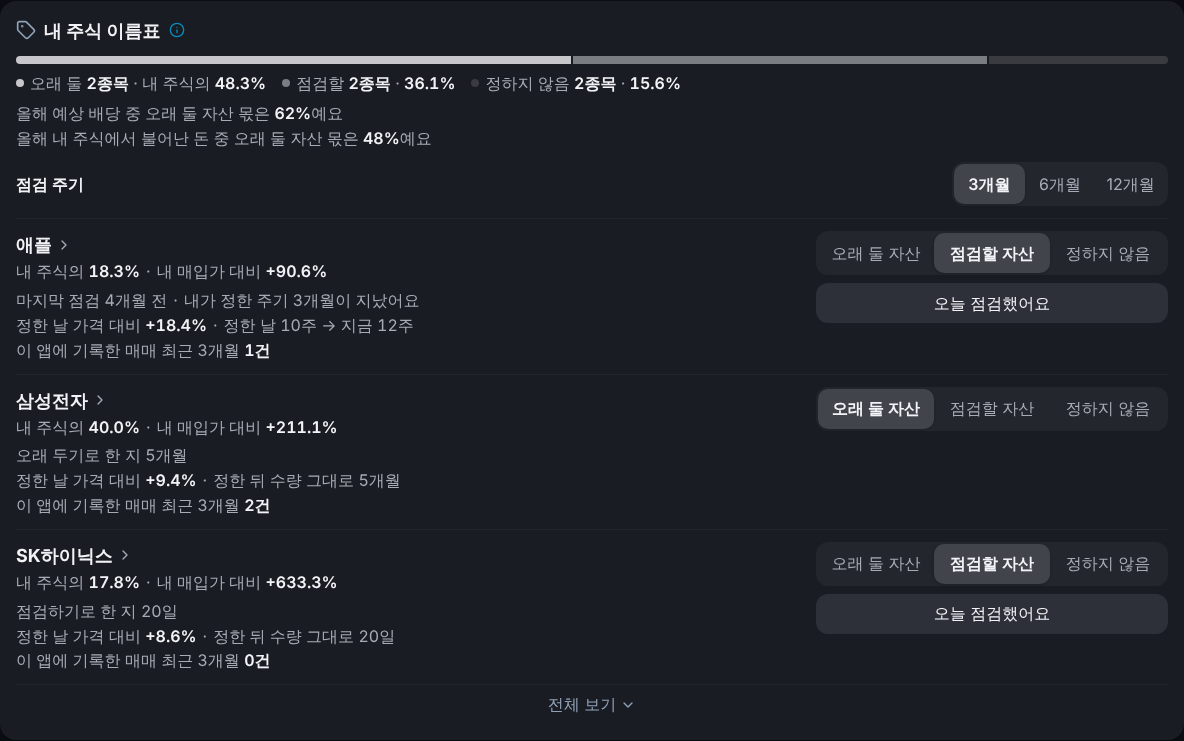 내 주식 이름표
오래 둘 2종목 · 내 주식의 48.3% 점검할 2종목 · 36.1% 정하지 않음 2종목 · 15.6%
올해 예상 배당 중 오래 둘 자산 몫은 62%예요
올해 내 주식에서 불어난 돈 중 오래 둘 자산 몫은 48%예요
점검 주기
3개월 6개월 12개월
애플
오래 둘 자산 점검할 자산 정하지 않음
내 주식의 18.3% · 내 매입가 대비 +90.6%
오늘 점검했어요
마지막 점검 4개월 전 · 내가 정한 주기 3개월이 지났어요
정한 날 가격 대비 +18.4% · 정한 날 10주 → 지금 12주
이 앱에 기록한 매매 최근 3개월 1건
삼성전자
오래 둘 자산 점검할 자산 정하지 않음
내 주식의 40.0% · 내 매입가 대비 +211.1%
오래 두기로 한 지 5개월
정한 날 가격 대비 +9.4% · 정한 뒤 수량 그대로 5개월
이 앱에 기록한 매매 최근 3개월 2건
SK하이닉스
오래 둘 자산 점검할 자산 정하지 않음
내 주식의 17.8% · 내 매입가 대비 +633.3%
오늘 점검했어요
점검하기로 한 지 20일
정한 날 가격 대비 +8.6% · 정한 뒤 수량 그대로 20일
이 앱에 기록한 매매 최근 3개월 0건
전체 보기